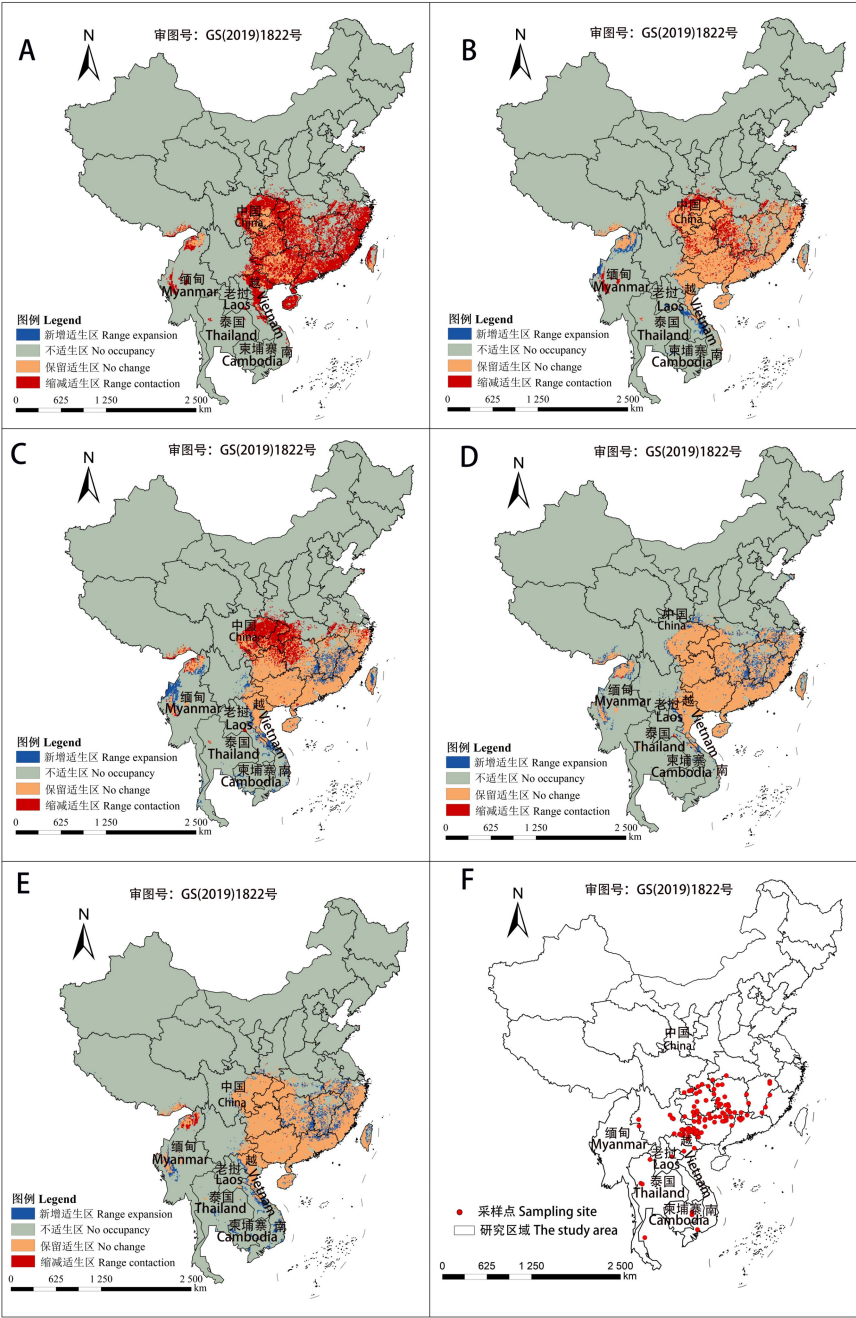 A
审图号：GS(2019)1822号
N
中国
China
缅甸
Myanmar
老挝
Laos
越
Vietnam
南
泰国
Thailand
柬埔寨
Cambodia
图例 Legend
新增适生区 Range expansion
不适生区 No occupancy
保留适生区 No change
缩减适生区 Range contaction
0 625 1 250 2 500
km
B
审图号：GS(2019)1822号
N
中国
China
缅甸
Myanmar
老挝
Laos
越
Vietnam
南
泰国
Thailand
柬埔寨
Cambodia
图例 Legend
新增适生区 Range expansion
不适生区 No occupancy
保留适生区 No change
缩减适生区 Range contaction
0 625 1 250 2 500
km
C
审图号：GS(2019)1822号
N
中国
China
缅甸
Myanmar
老挝
Laos
越
Vietnam
南
泰国
Thailand
柬埔寨
Cambodia
图例 Legend
新增适生区 Range expansion
不适生区 No occupancy
保留适生区 No change
缩减适生区 Range contaction
0 625 1 250 2 500
km
D
审图号：GS(2019)1822号
N
中国
China
缅甸
Myanmar
老挝
Laos
越
Vietnam
南
泰国
Thailand
柬埔寨
Cambodia
图例 Legend
新增适生区 Range expansion
不适生区 No occupancy
保留适生区 No change
缩减适生区 Range contaction
0 625 1 250 2 500
km
E
审图号：GS(2019)1822号
N
中国
China
缅甸
Myanmar
老挝
Laos
越
Vietnam
南
泰国
Thailand
柬埔寨
Cambodia
图例 Legend
新增适生区 Range expansion
不适生区 No occupancy
保留适生区 No change
缩减适生区 Range contaction
0 625 1 250 2 500
km
F
审图号：GS(2019)1822号
N
中国
China
缅甸
Myanmar
老挝
Laos
越
Vietnam
南
泰国
Thailand
柬埔寨
Cambodia
采样点 Sampling site
研究区域 The study area
0 625 1 250 2 500
km